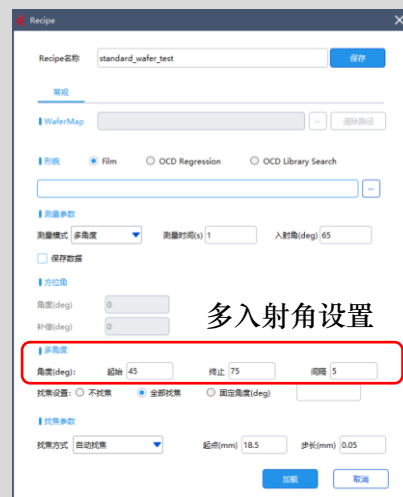 Recipe
Recipe名称 standard_wafer_test 保存
常规
WaferMap ... 清除路径
形貌 Film OCD Regression OCD Library Search
...
测量参数
测量模式 多角度 测量时间(s) 1 入射角(deg) 65
保存数据
方位角
角度(deg) 0
补偿(deg) 0
多入射角设置
多角度
角度(deg): 起始 45 终止 75 间隔 5
找焦设置: 不找焦 全部找焦 固定角度(deg)
找焦参数
找焦方式 自动找焦 起点(mm) 18.5 步长(mm) 0.05
加载 取消